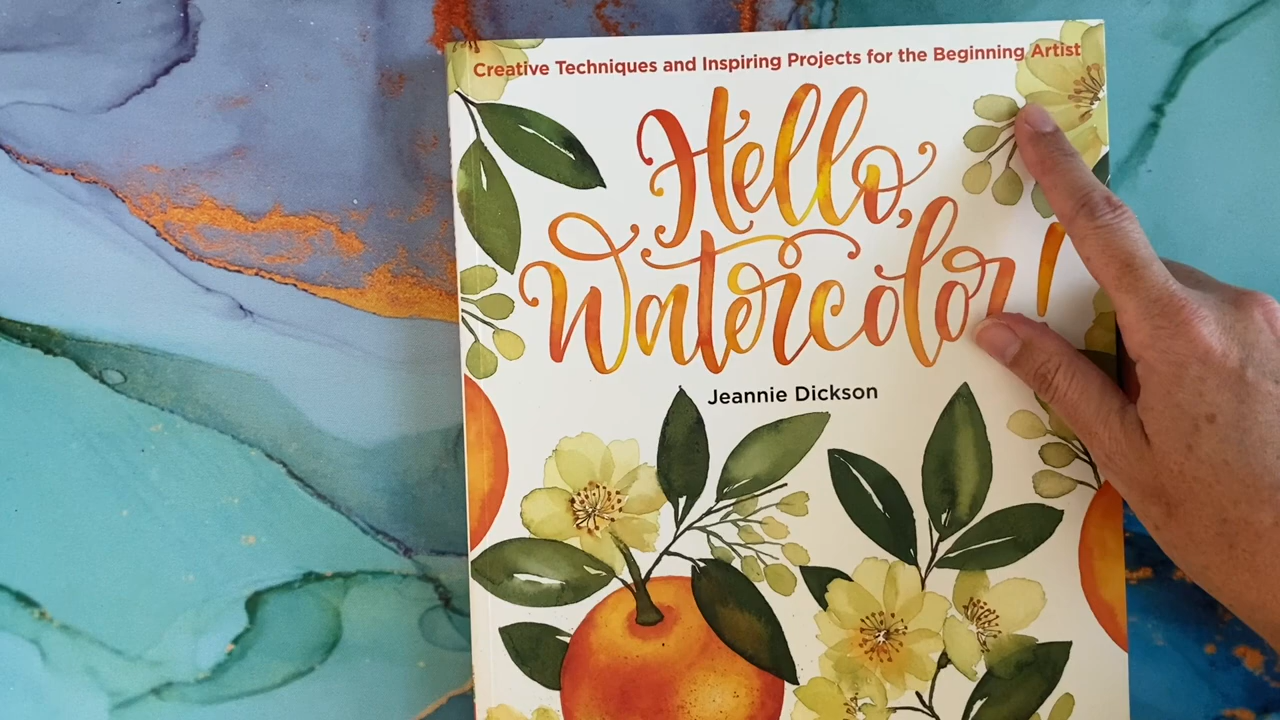 Creative Techniques and Inspiring Projects for the Beginning Artist
Hello,
Watercolor!
Jeannie Dickson